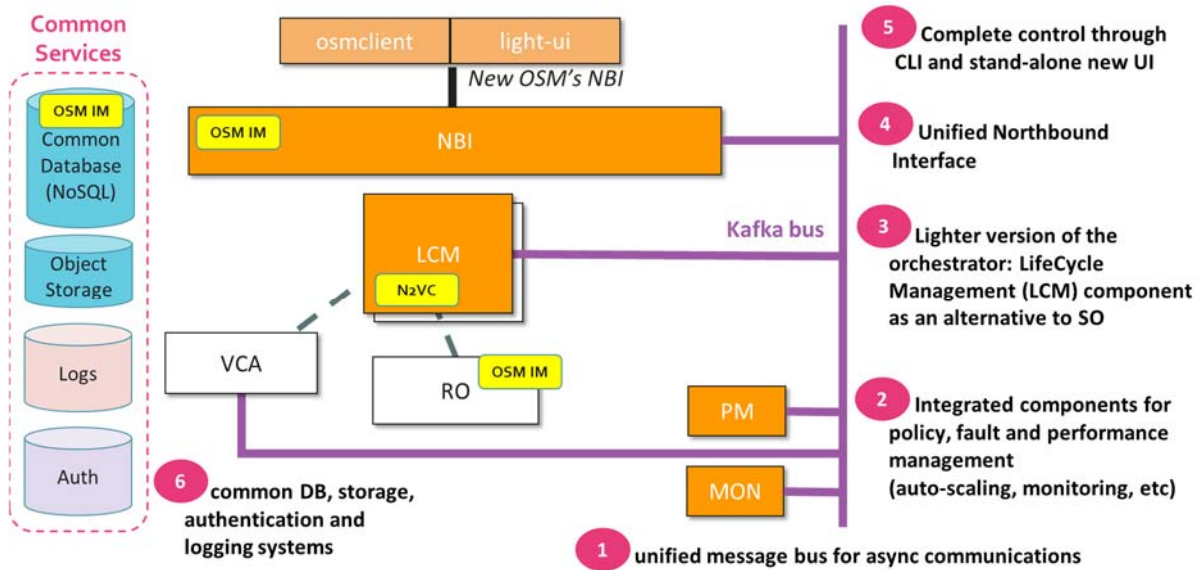 Common
Services
OSM IM
Common
Database
(NoSQL)
Object
Storage
Logs
Auth
osmclient
light-ui
New OSM's NBI
OSM IM
NBI
LCM
N2VC
Kafka bus
VCA
RO
OSM IM
PM
MON
5
Complete control through
CLI and stand-alone new UI
4
Unified Northbound
Interface
3
Lighter version of the
orchestrator: LifeCycle
Management (LCM) component
as an alternative to SO
2
Integrated components for
policy, fault and performance
management
(auto-scaling, monitoring, etc)
6
common DB, storage,
authentication and
logging systems
1
unified message bus for async communications